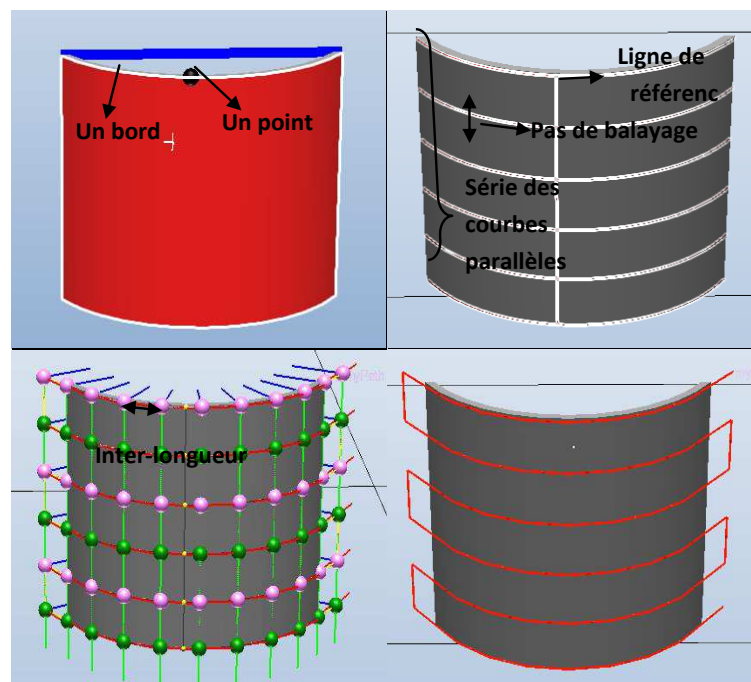 Un bord
Un point
Ligne de
référenc
Pas de balayage
Série des
courbes
parallèles
Inter-longueur